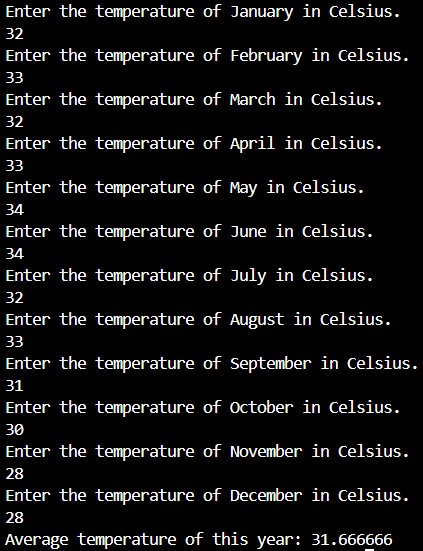 Enter the temperature of January in Celsius.
32
Enter the temperature of February in Celsius.
33
Enter the temperature of March in Celsius.
32
Enter the temperature of April in Celsius.
33
Enter the temperature of May in Celsius.
34
Enter the temperature of June in Celsius.
34
Enter the temperature of July in Celsius.
32
Enter the temperature of August in Celsius.
33
Enter the temperature of September in Celsius.
31
Enter the temperature of October in Celsius.
30
Enter the temperature of November in Celsius.
28
Enter the temperature of December in Celsius.
28
Average temperature of this year: 31.666666